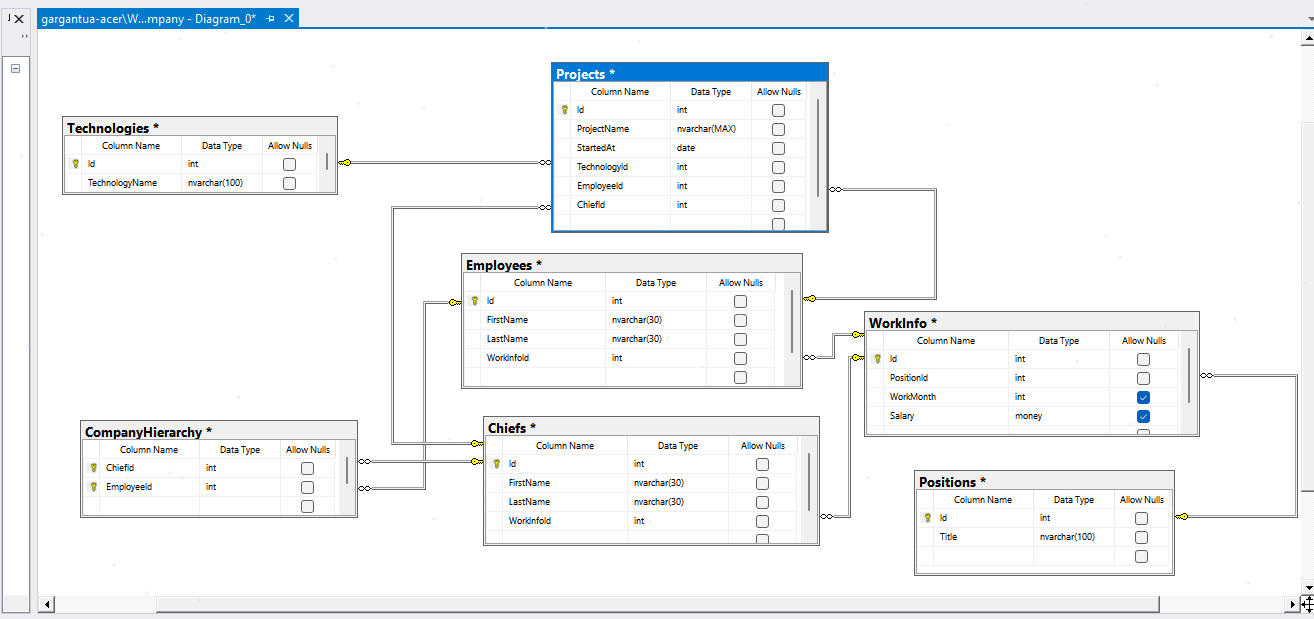 gargantua-acer\W...mpany - Diagram_0*
Projects *
Column Name Data Type Allow Nulls
Id int
ProjectName nvarchar(MAX)
StartedAt date
TechnologyId int
EmployeeId int
ChiefId int
Technologies *
Column Name Data Type Allow Nulls
Id int
TechnologyName nvarchar(100)
Employees *
Column Name Data Type Allow Nulls
Id int
FirstName nvarchar(30)
LastName nvarchar(30)
WorkInfoId int
WorkInfo *
Column Name Data Type Allow Nulls
Id int
PositionId int
WorkMonth int
Salary money
CompanyHierarchy *
Column Name Data Type Allow Nulls
ChiefId int
EmployeeId int
Chiefs *
Column Name Data Type Allow Nulls
Id int
FirstName nvarchar(30)
LastName nvarchar(30)
WorkInfoId int
Positions *
Column Name Data Type Allow Nulls
Id int
Title nvarchar(100)